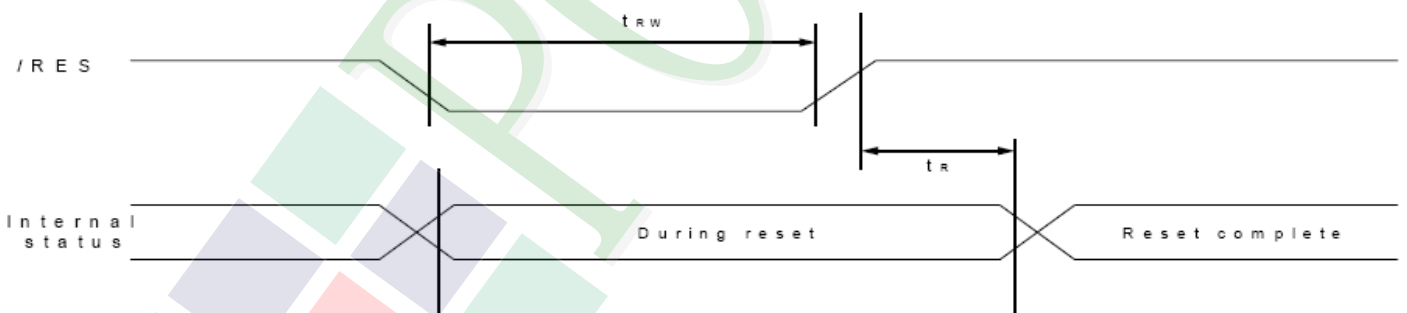 t RW
/RES
t R
Internal
status
During reset
Reset complete